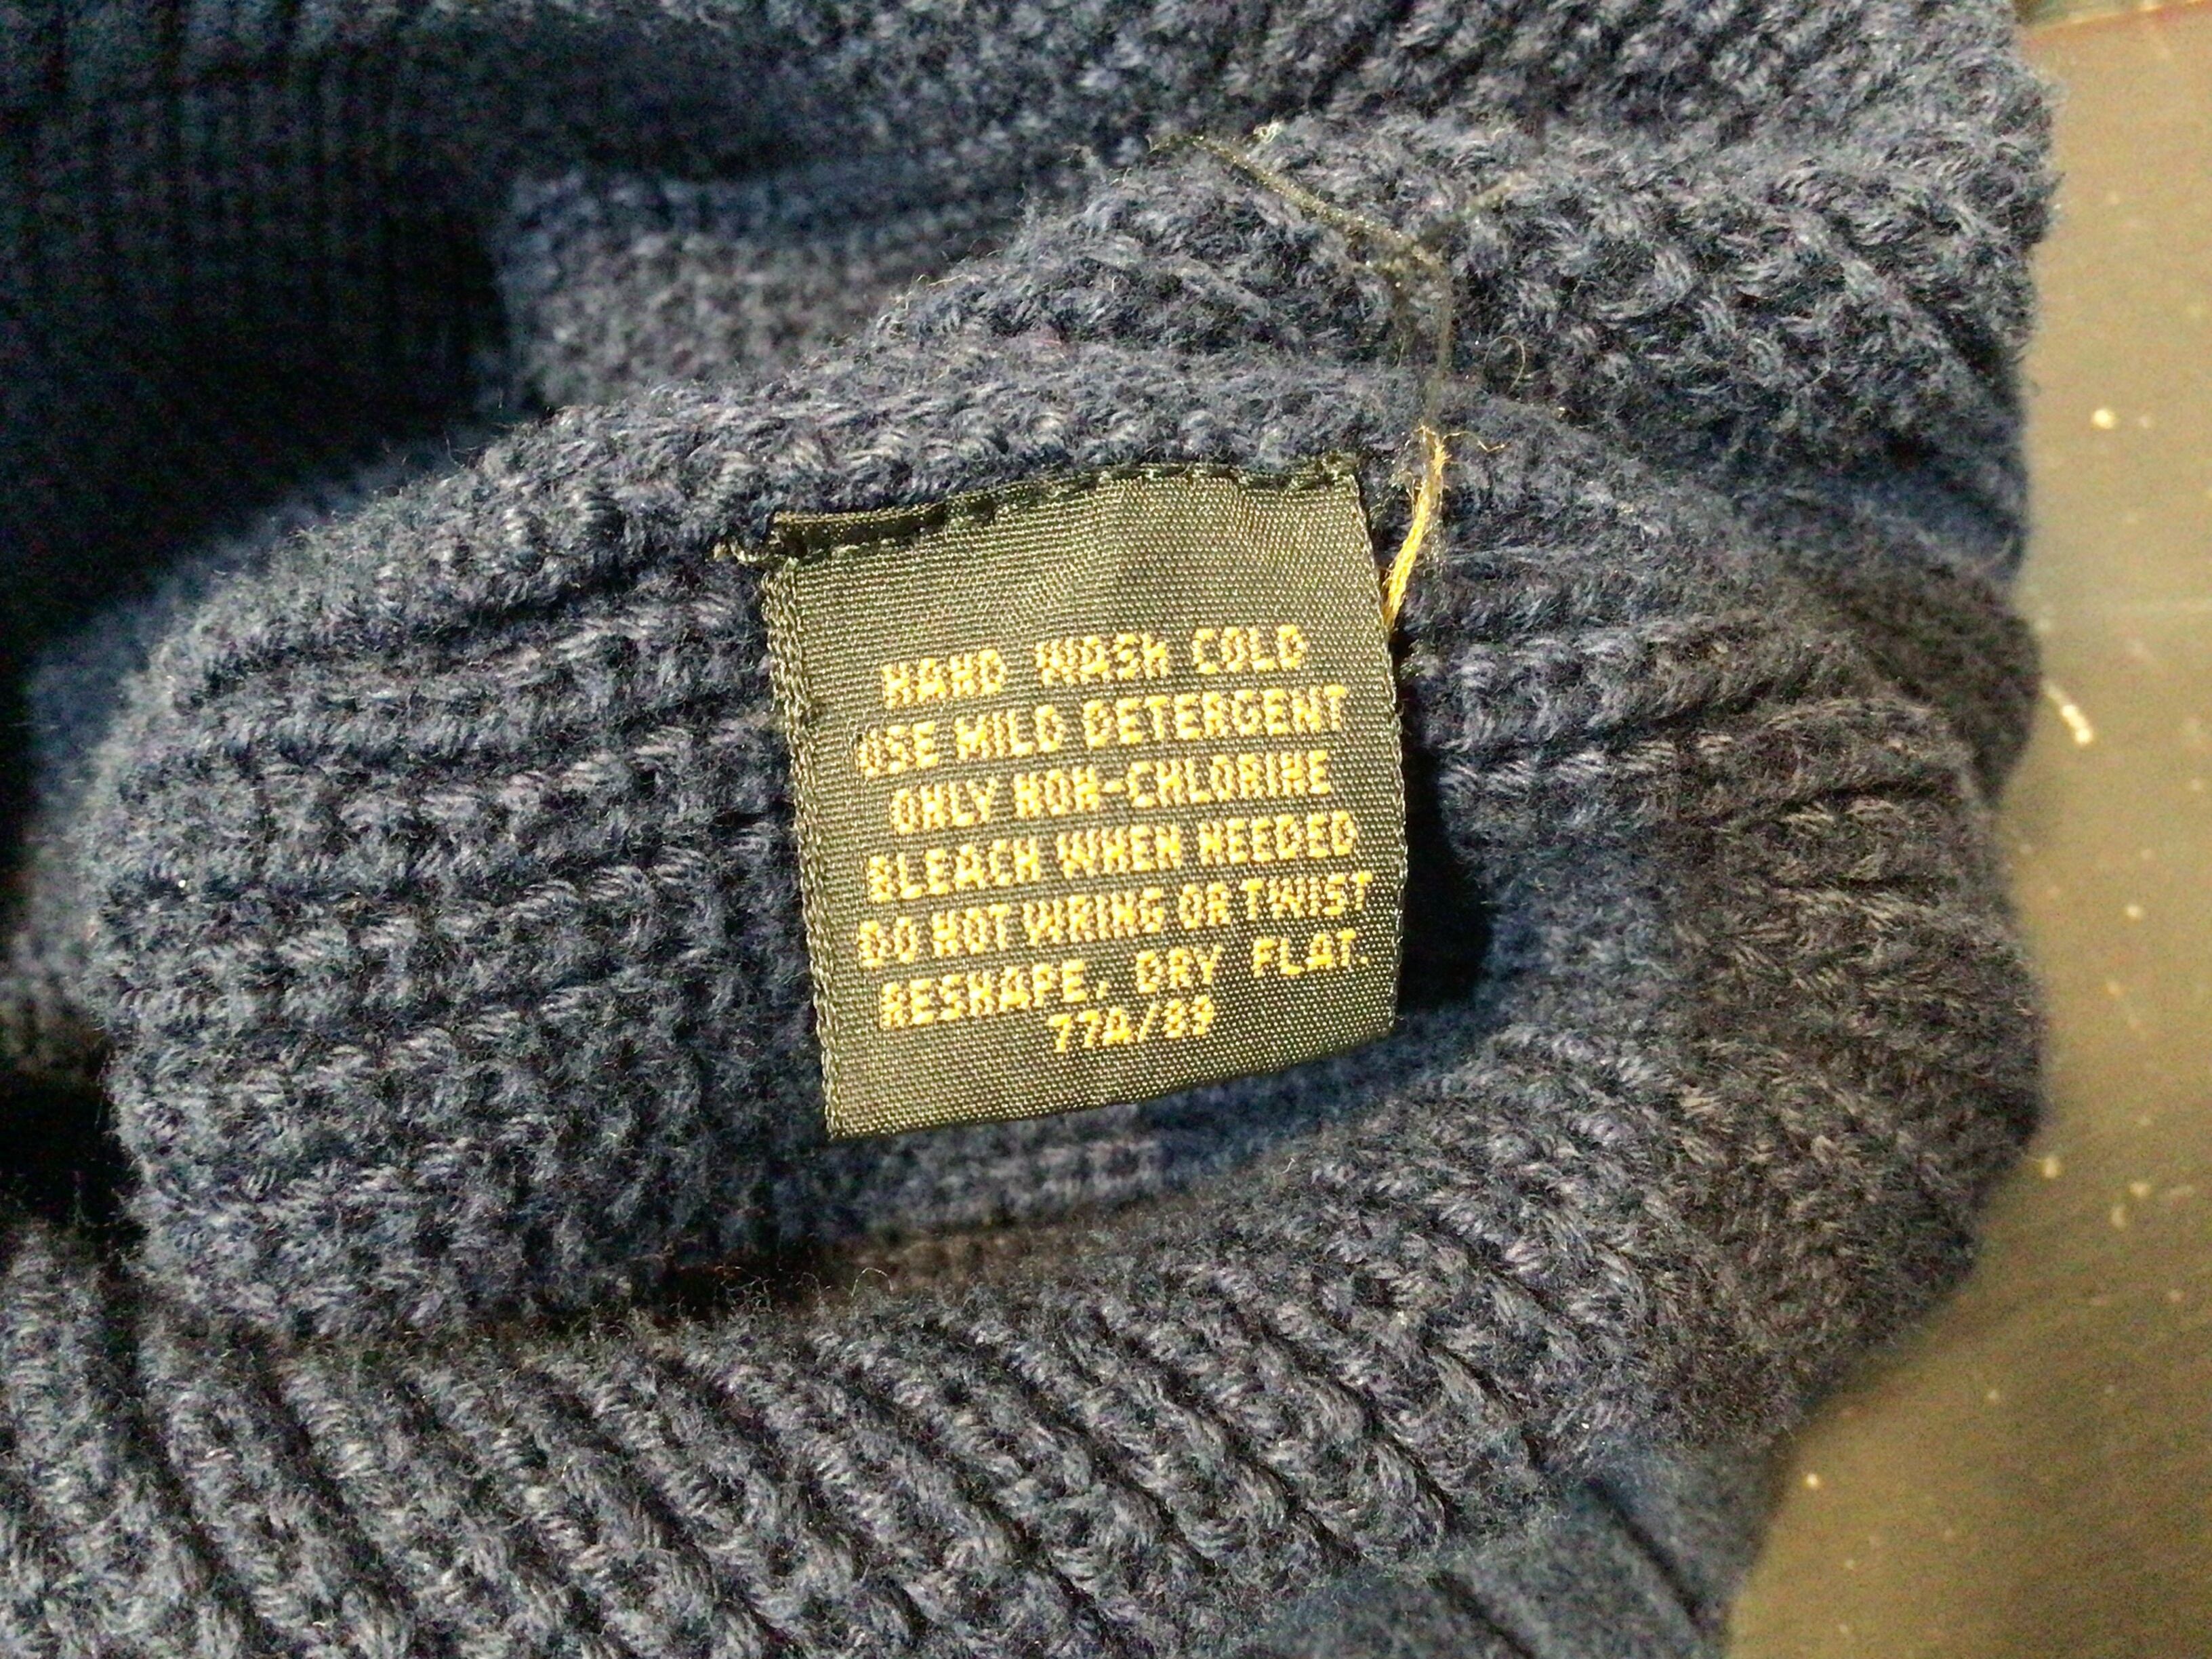 HAND WASH COLD
USE MILD DETERGENT
ONLY NON-CHLORINE
BLEACH WHEN NEEDED
DO NOT WRING OR TWIST
RESHAPE, DRY FLAT.
77A/89